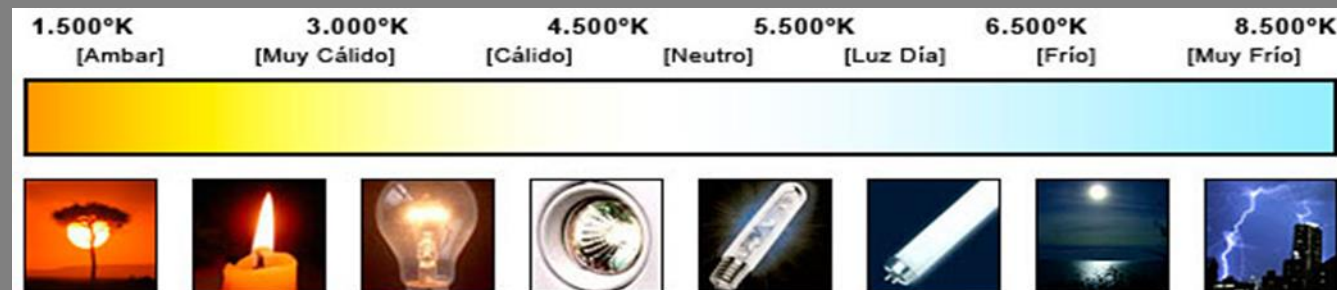 1.500°K 3.000°K 4.500°K 5.500°K 6.500°K 8.500°K
[Ambar] [Muy Cálido] [Cálido] [Neutro] [Luz Día] [Frío] [Muy Frío]